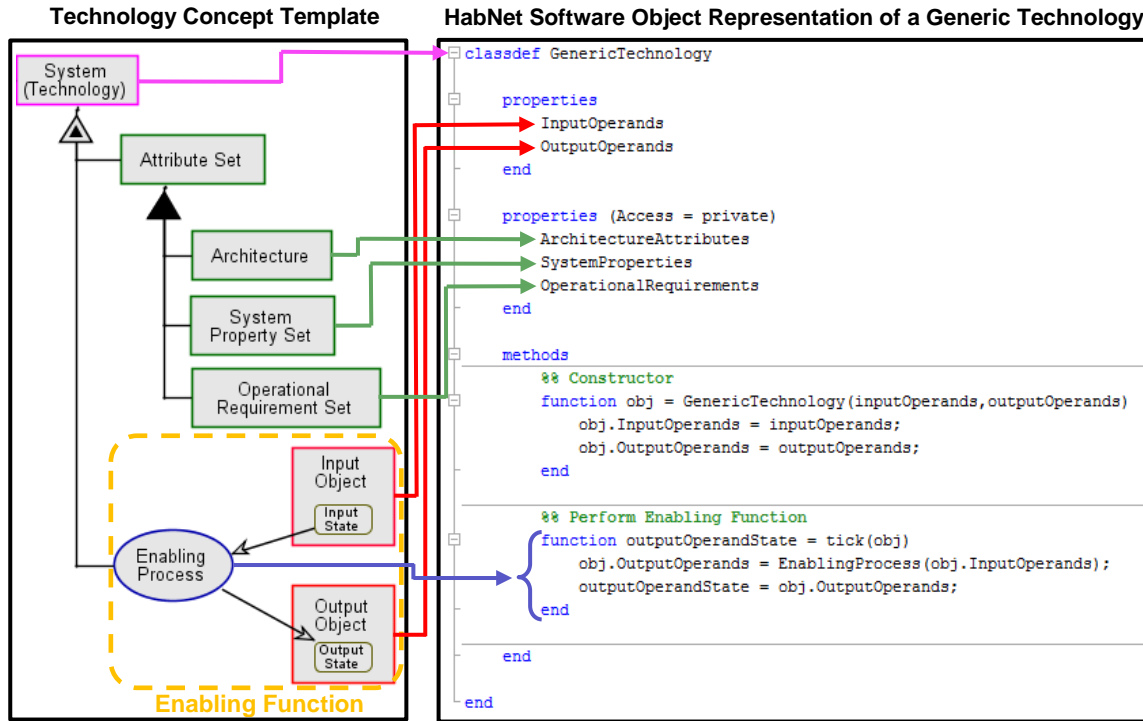 Technology Concept Template
System
(Technology)
Attribute Set
Architecture
System
Property Set
Operational
Requirement Set
Input
Object
Input
State
Enabling
Process
Output
Object
Output
State
Enabling Function
HabNet Software Object Representation of a Generic Technology
classdef GenericTechnology
properties
InputOperands
OutputOperands
end
properties (Access = private)
ArchitectureAttributes
SystemProperties
OperationalRequirements
end
methods
%% Constructor
function obj = GenericTechnology(inputOperands,outputOperands)
obj.InputOperands = inputOperands;
obj.OutputOperands = outputOperands;
end
%% Perform Enabling Function
function outputOperandState = tick(obj)
obj.OutputOperands = EnablingProcess(obj.InputOperands);
outputOperandState = obj.OutputOperands;
end
end
end